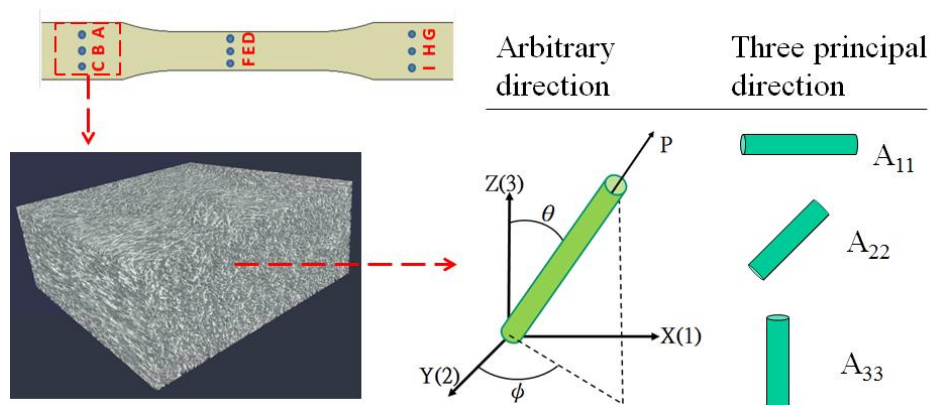 C B A
F E D
I H G
Arbitrary
direction
Three principal
direction
P
Z(3)
θ
A11
X(1)
A22
Y(2)
ϕ
A33